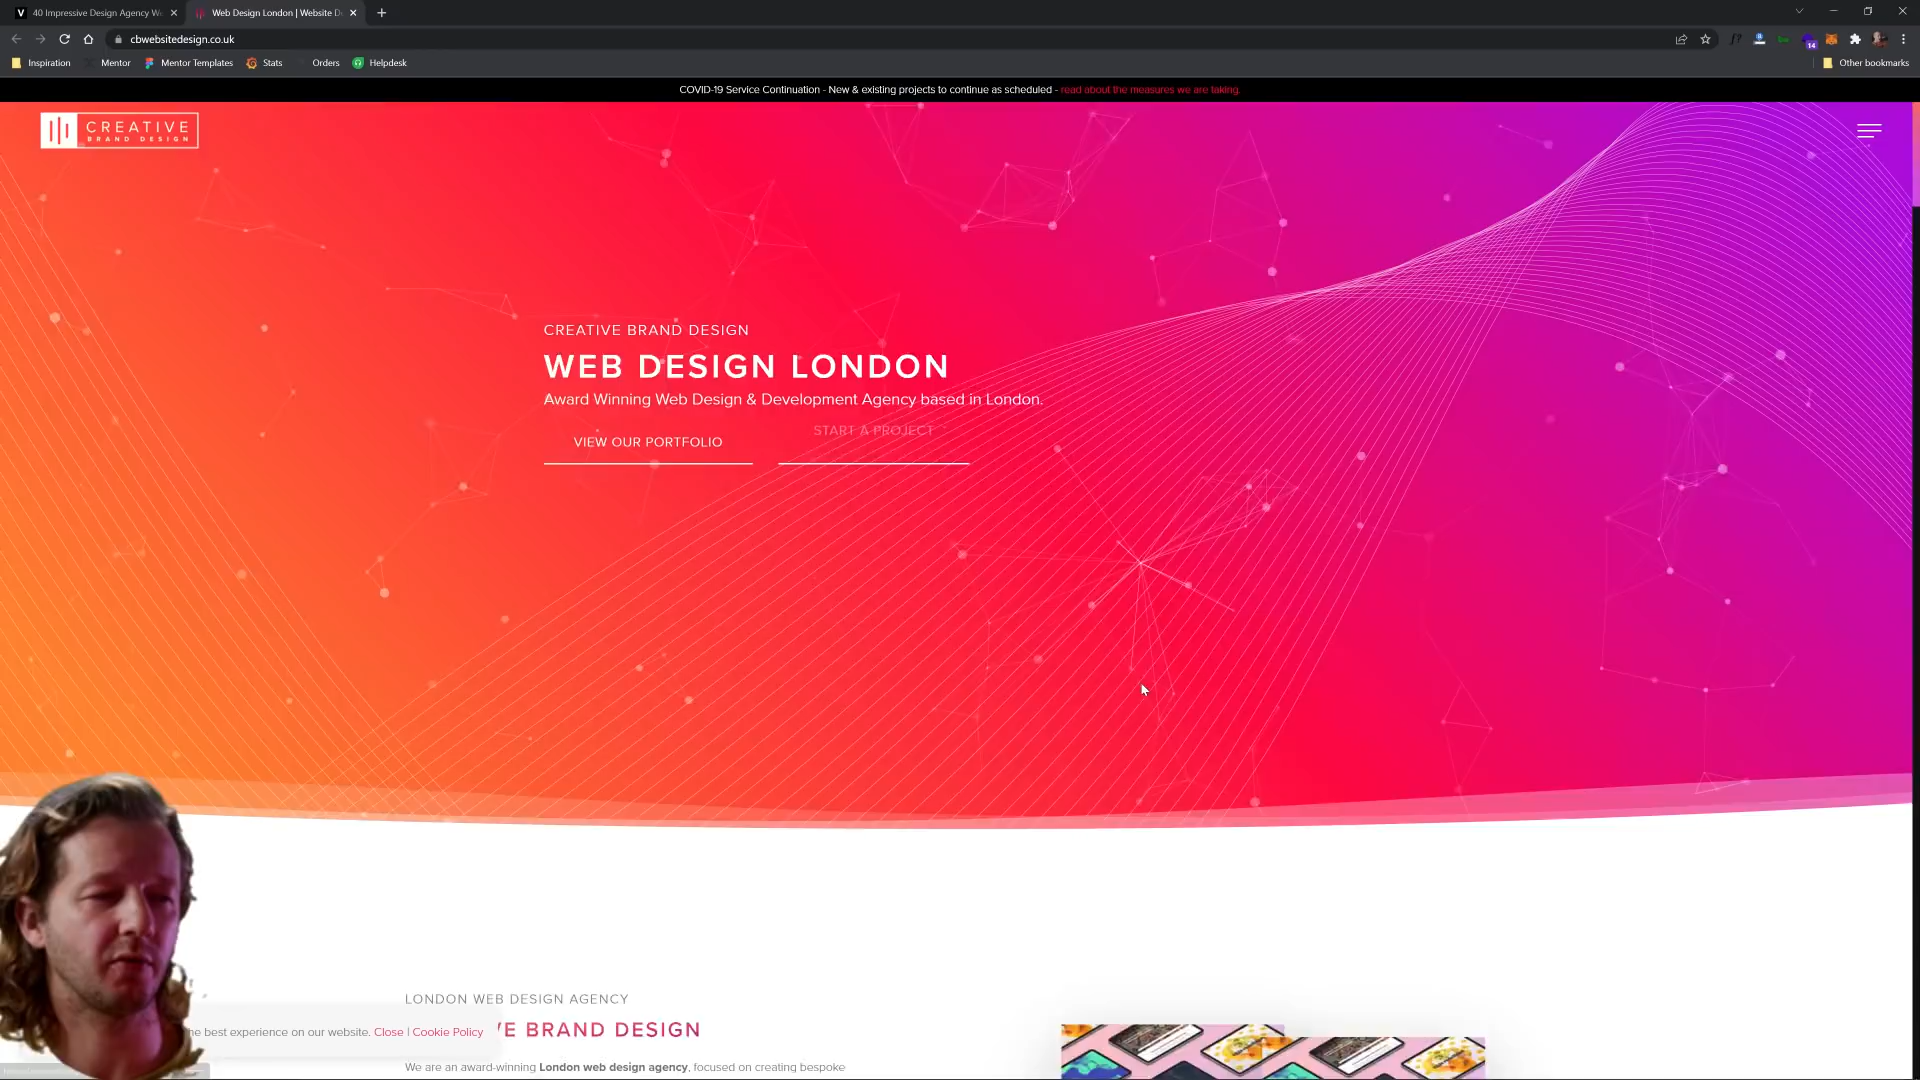 40 Impressive Design Agency We
Web Design London | Website D
cbwebsitedesign.co.uk
14
Inspiration
Mentor
Mentor Templates
Stats
Orders
Helpdesk
Other bookmarks
COVID-19 Service Continuation - New & existing projects to continue as scheduled - read about the measures we are taking.
CREATIVE
BRAND DESIGN
CREATIVE BRAND DESIGN
WEB DESIGN LONDON
Award Winning Web Design & Development Agency based in London.
VIEW OUR PORTFOLIO
START A PROJECT
LONDON WEB DESIGN AGENCY
VE BRAND DESIGN
he best experience on our website. Close | Cookie Policy
We are an award-winning London web design agency, focused on creating bespoke